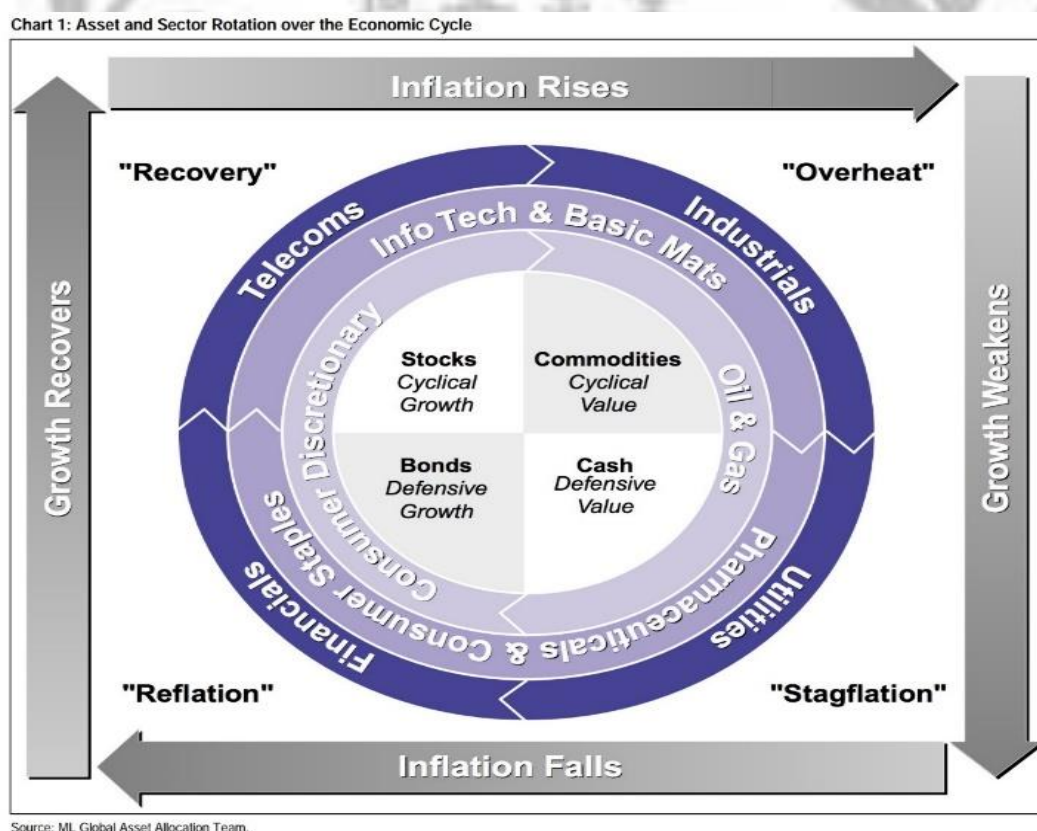 Chart 1: Asset and Sector Rotation over the Economic Cycle
Inflation Rises
"Recovery"
"Overheat"
Growth Recovers
Growth Weakens
Telecoms
Industrials
Info Tech & Basic Mats
Consumer Discretionary
Oil & Gas
Stocks
Cyclical
Growth
Commodities
Cyclical
Value
Bonds
Defensive
Growth
Cash
Defensive
Value
Pharmaceuticals & Consumer Staples
Financials
Utilities
"Reflation"
"Stagflation"
Inflation Falls
Source: ML Global Asset Allocation Team.